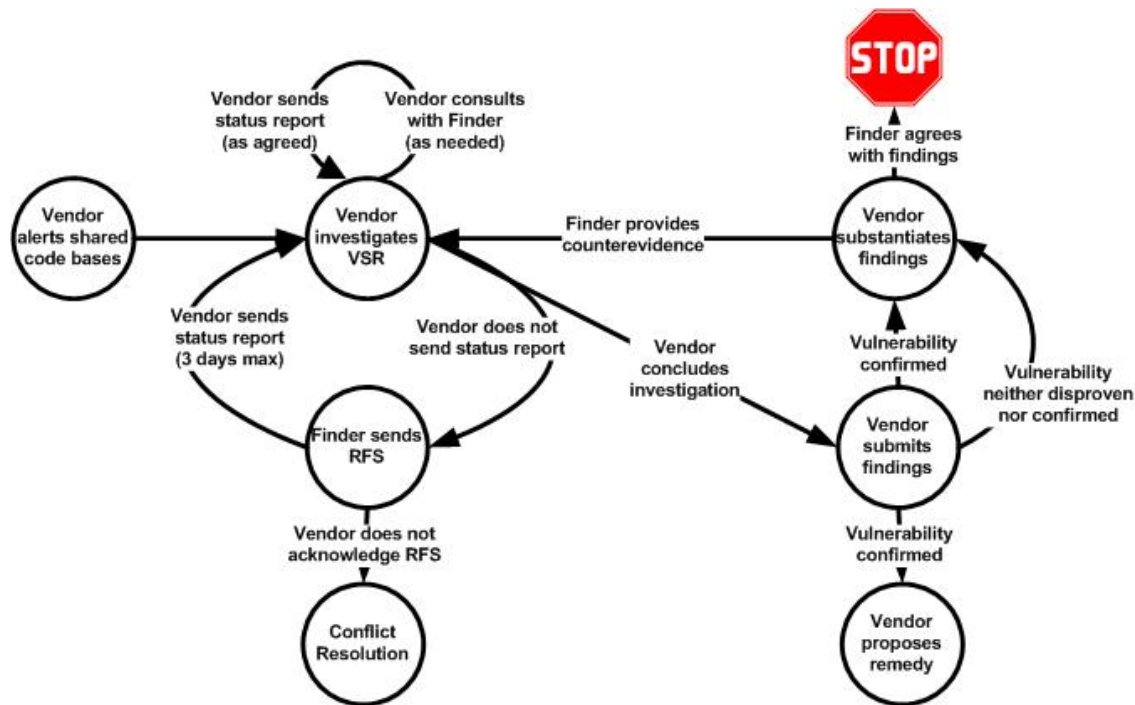 STOP
Vendor sends
status report
(as agreed)
Vendor consults
with Finder
(as needed)
Finder agrees
with findings
Vendor
alerts shared
code bases
Vendor
investigates
VSR
Finder provides
counterevidence
Vendor
substantiates
findings
Vendor sends
status report
(3 days max)
Vendor does not
send status report
Vendor
concludes
investigation
Vulnerability
confirmed
Vulnerability
neither disproven
nor confirmed
Finder sends
RFS
Vendor
submits
findings
Vendor does not
acknowledge RFS
Vulnerability
confirmed
Conflict
Resolution
Vendor
proposes
remedy